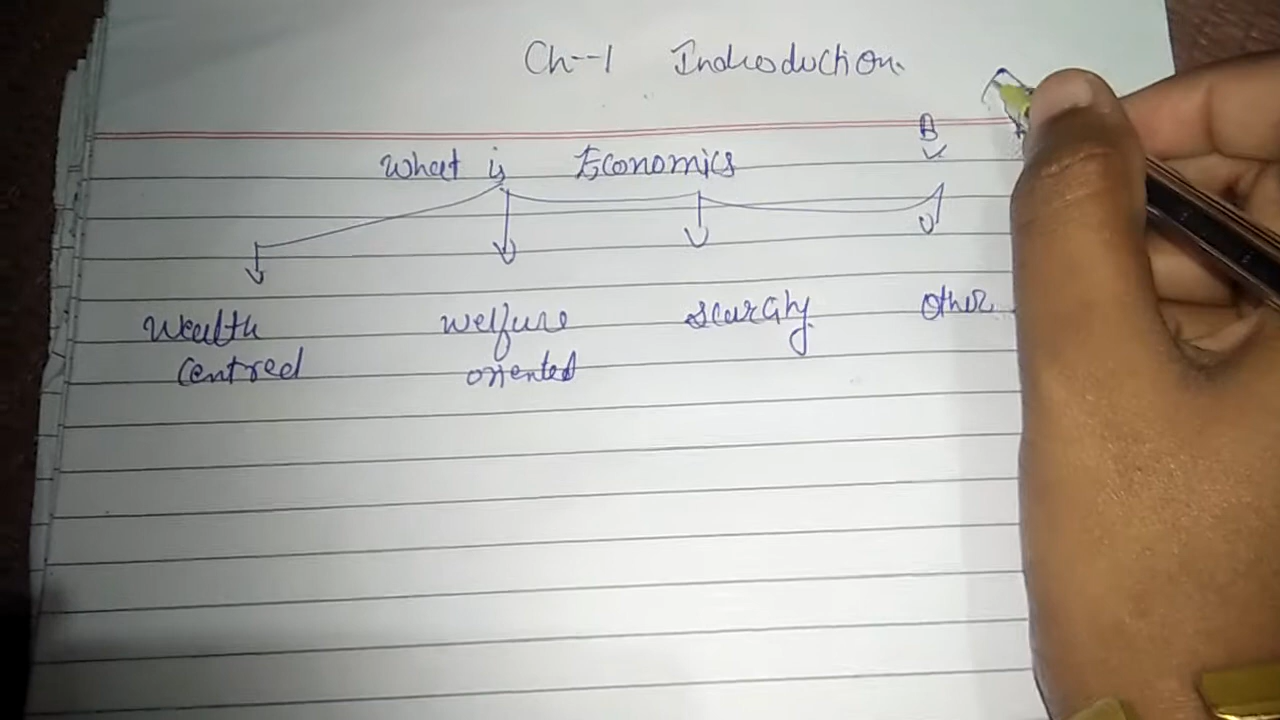 Ch--1 Introduction.
B
What is Economics
Wealth centred
welfare oriented
scarcity.
other